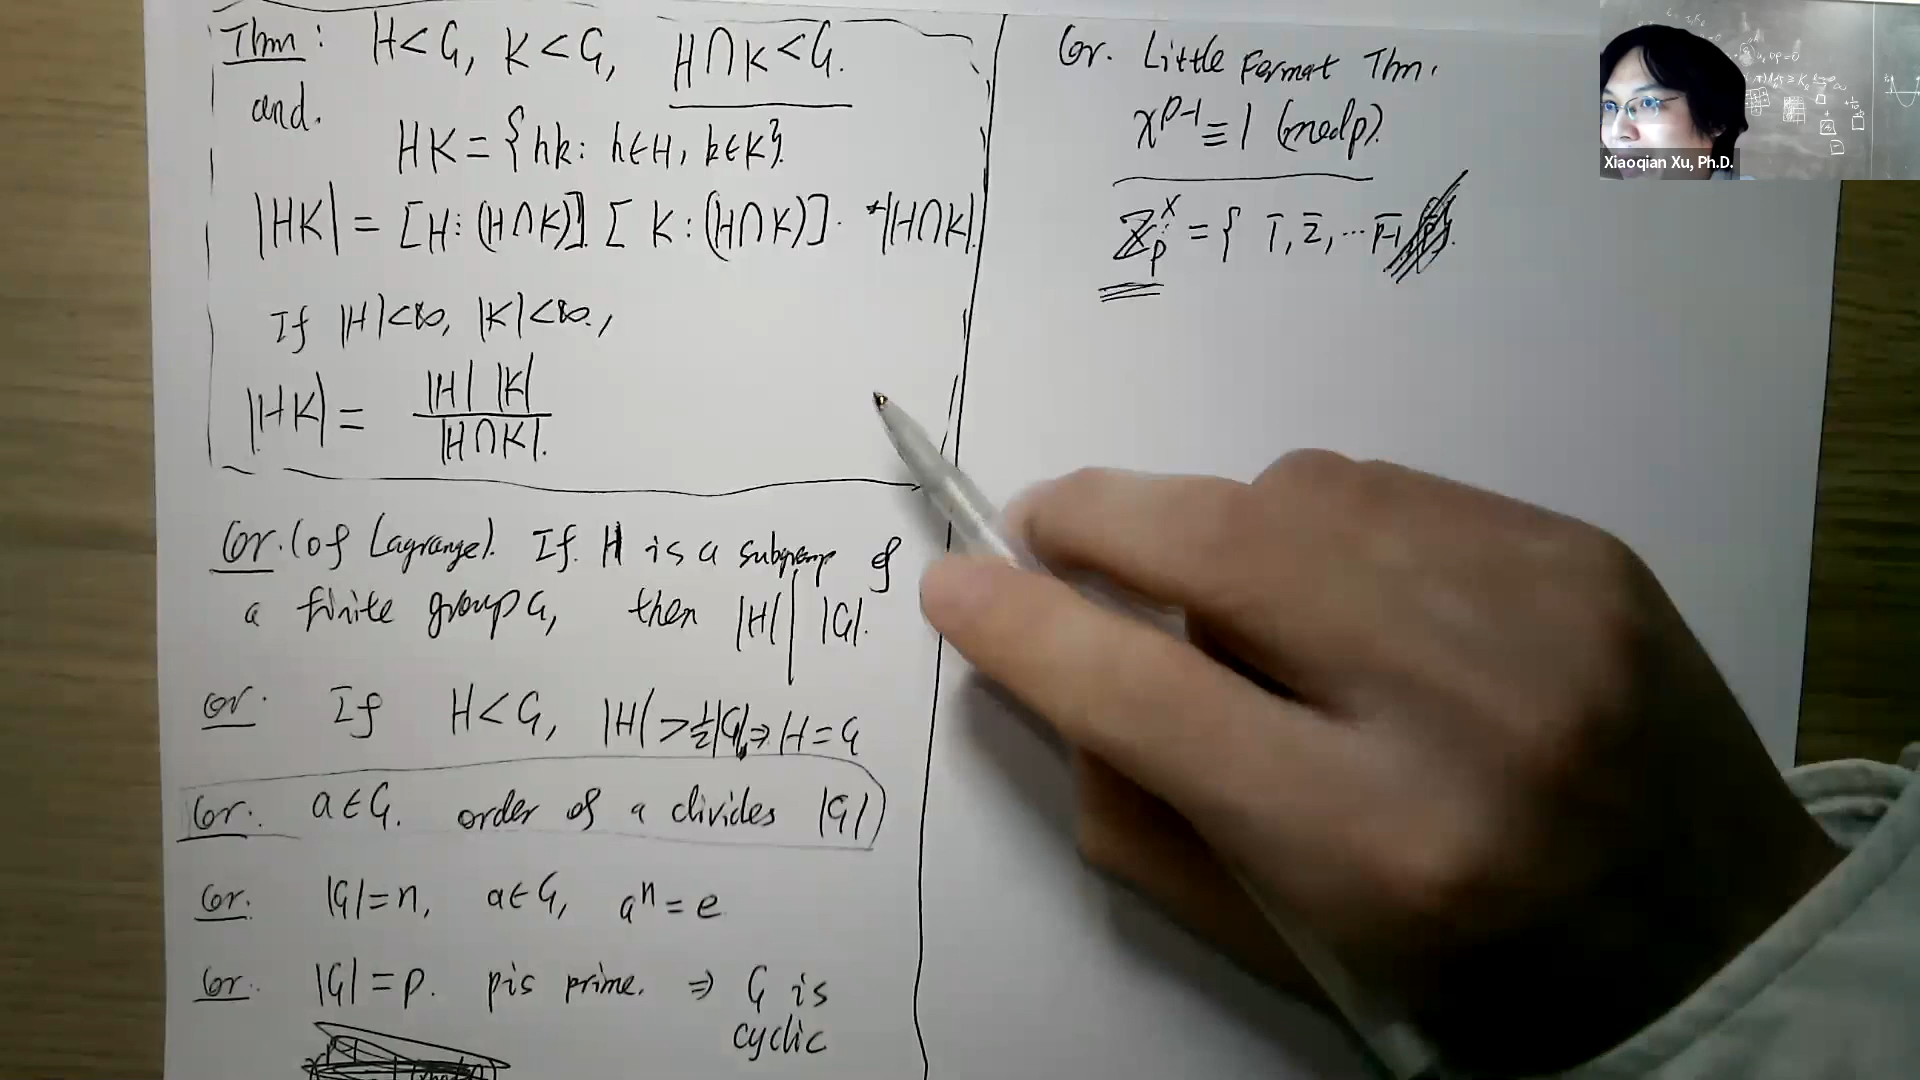 Thm: H<G, K<G, H∩K<G.
and.
HK={hk: h∈H, k∈K}.
|HK| = [H:(H∩K)] [K:(H∩K)]. *|H∩K|.
If |H|<∞, |K|<∞,
|HK| = |H| |K| / |H∩K|.
Cor. (of Lagrange). If H is a subgroup of
a finite group G, then |H| | |G|.
Cor. If H<G, |H|>½|G| ⇒ H=G
Cor. a∈G. order of a divides |G|
Cor. |G|=n, a∈G, aⁿ=e
Cor. |G|=p. p is prime. ⇒ G is
cyclic
Cor. Little Format Thm.
x^{p-1}≡1 (mod p).
ℤ_p^× = { 1̄, 2̄, … p-1
Xiaoqian Xu, Ph.D.